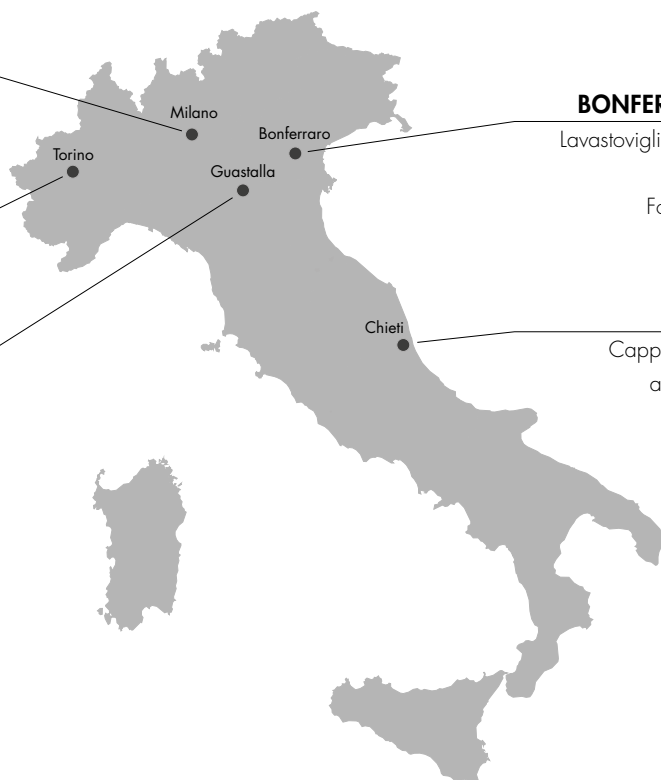 Milano
Bonferraro
Torino
Guastalla
Chieti
BONFER
Lavastovigli
Fo
Capp
a